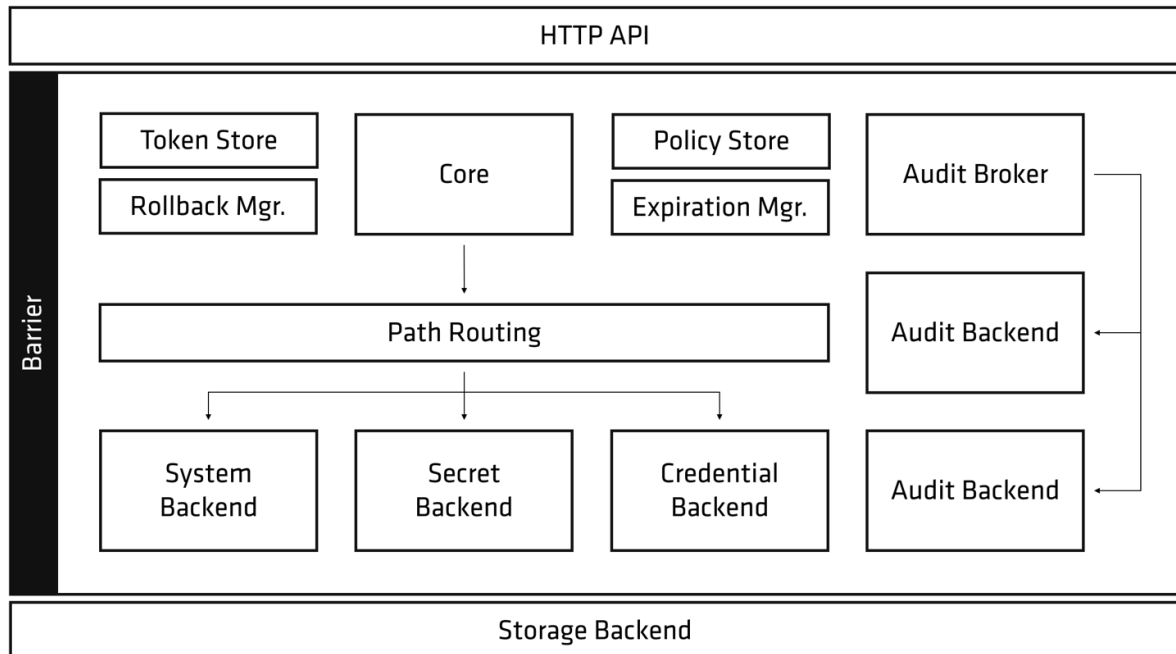 HTTP API
Barrier
Token Store
Rollback Mgr.
Core
Policy Store
Expiration Mgr.
Audit Broker
Path Routing
Audit Backend
System
Backend
Secret
Backend
Credential
Backend
Audit Backend
Storage Backend